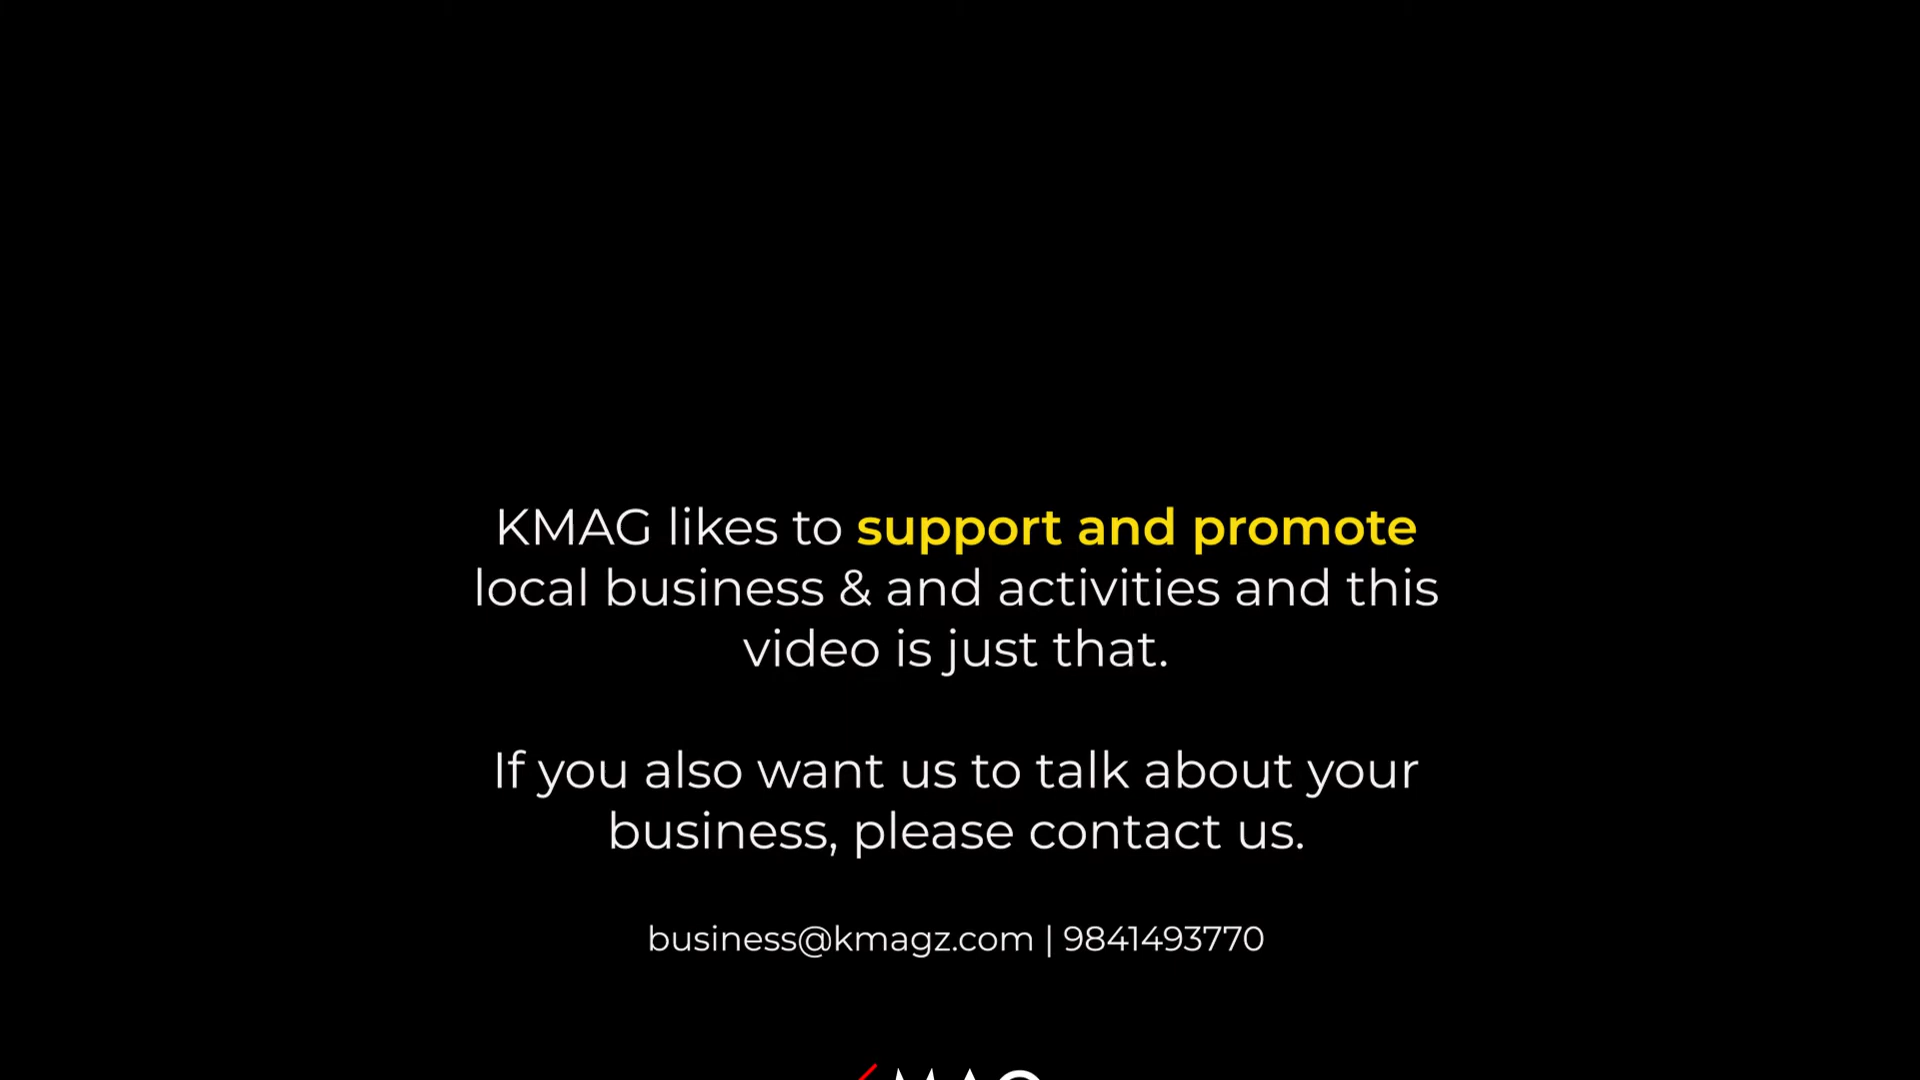 KMAG likes to support and promote
local business & and activities and this
video is just that.
If you also want us to talk about your
business, please contact us.
business@kmagz.com | 9841493770